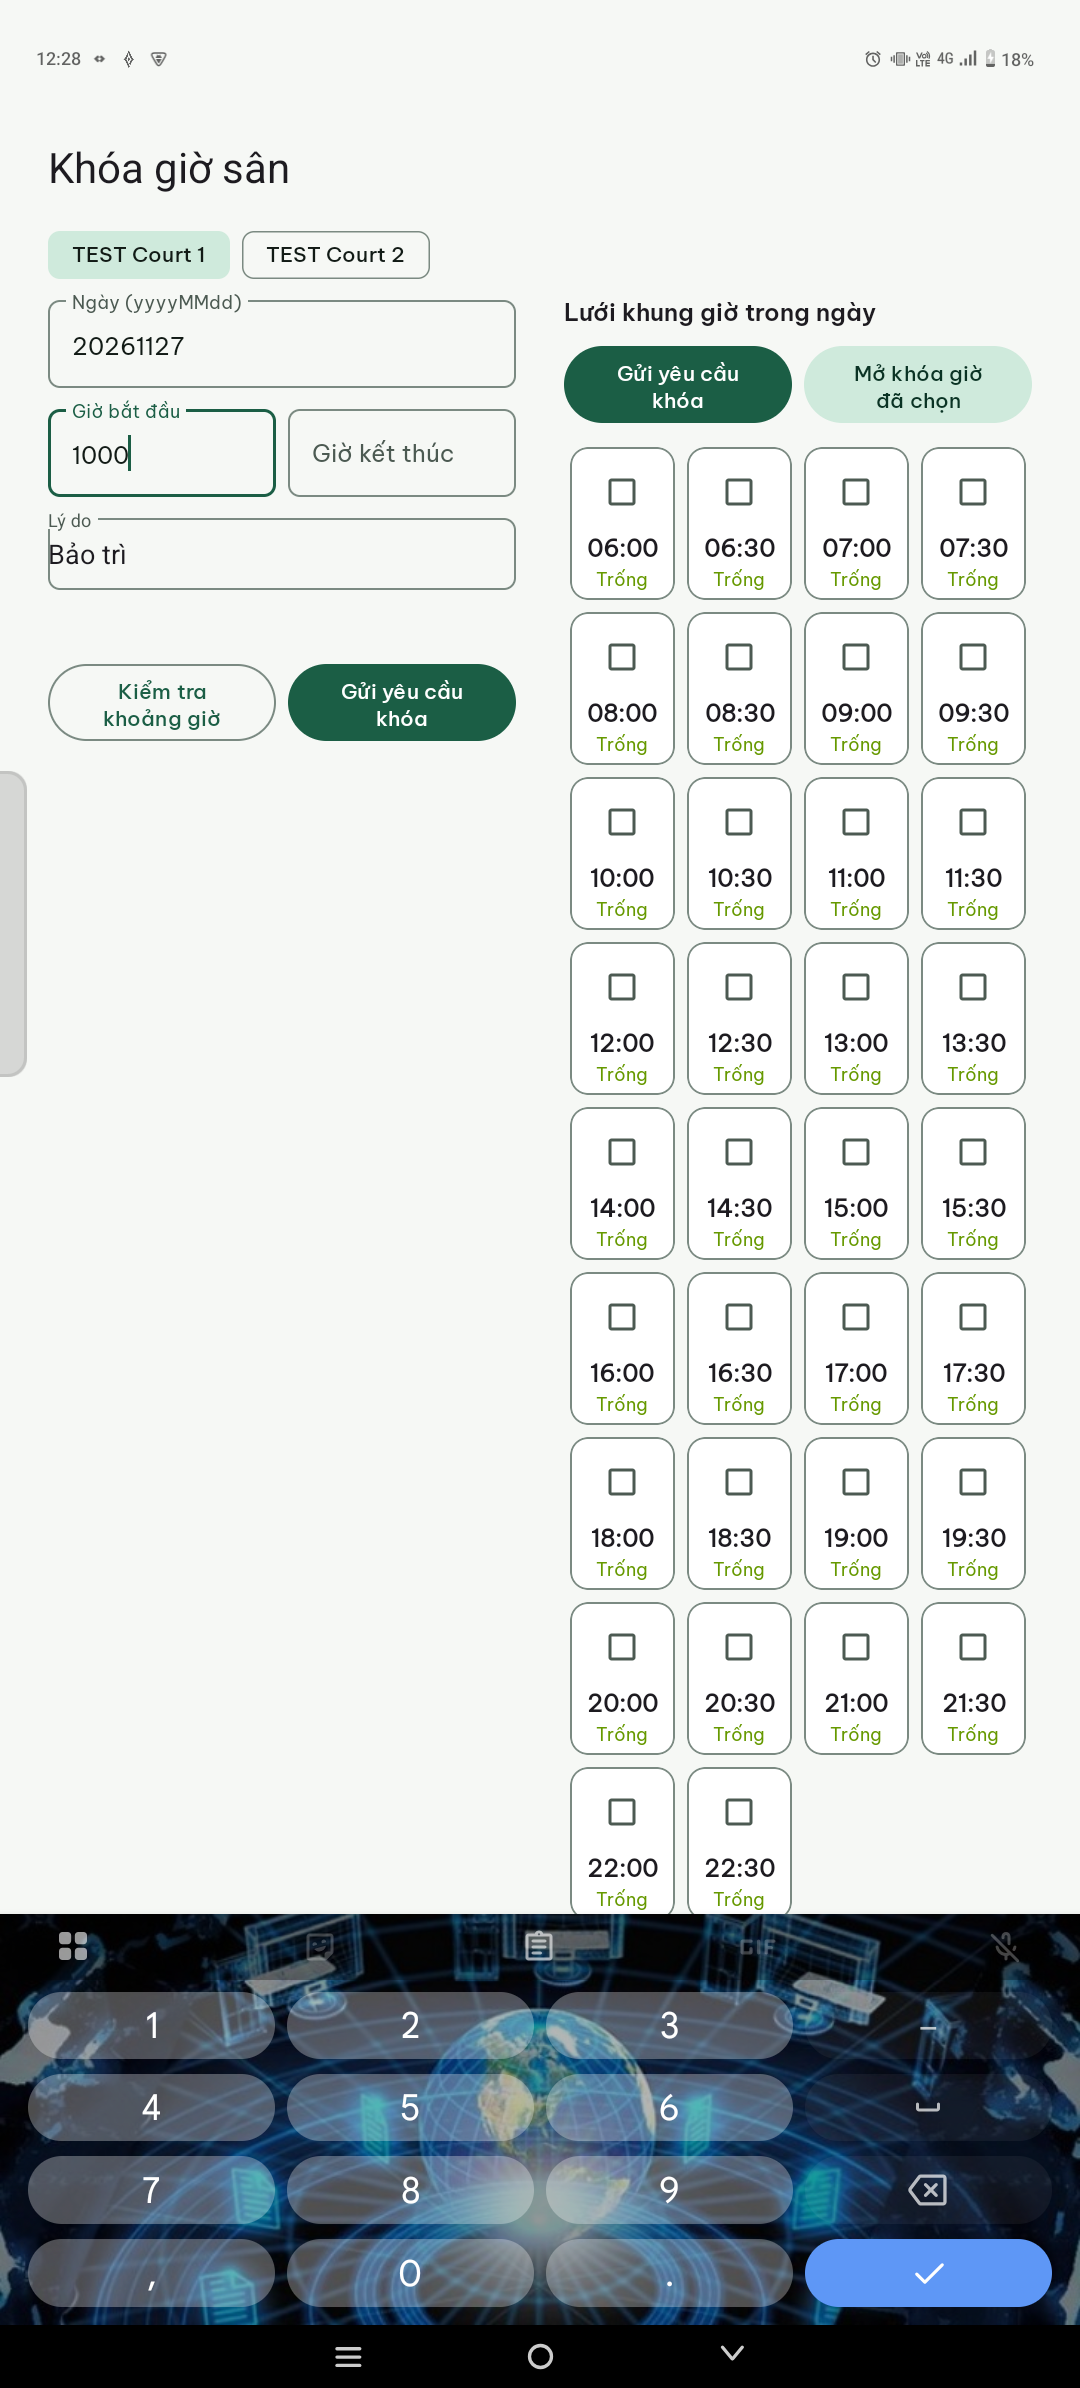 12:28
4G 18%
Khóa giờ sân
TEST Court 1 TEST Court 2
Ngày (yyyyMMdd)
20261127
Giờ bắt đầu
1000
Giờ kết thúc
Lý do
Bảo trì
Kiểm tra khoảng giờ
Gửi yêu cầu khóa
Lưới khung giờ trong ngày
Gửi yêu cầu khóa
Mở khóa giờ đã chọn
06:00 06:30 07:00 07:30
Trống Trống Trống Trống
08:00 08:30 09:00 09:30
Trống Trống Trống Trống
10:00 10:30 11:00 11:30
Trống Trống Trống Trống
12:00 12:30 13:00 13:30
Trống Trống Trống Trống
14:00 14:30 15:00 15:30
Trống Trống Trống Trống
16:00 16:30 17:00 17:30
Trống Trống Trống Trống
18:00 18:30 19:00 19:30
Trống Trống Trống Trống
20:00 20:30 21:00 21:30
Trống Trống Trống Trống
22:00 22:30
Trống Trống
GIF
1 2 3 –
4 5 6
7 8 9
, 0 .